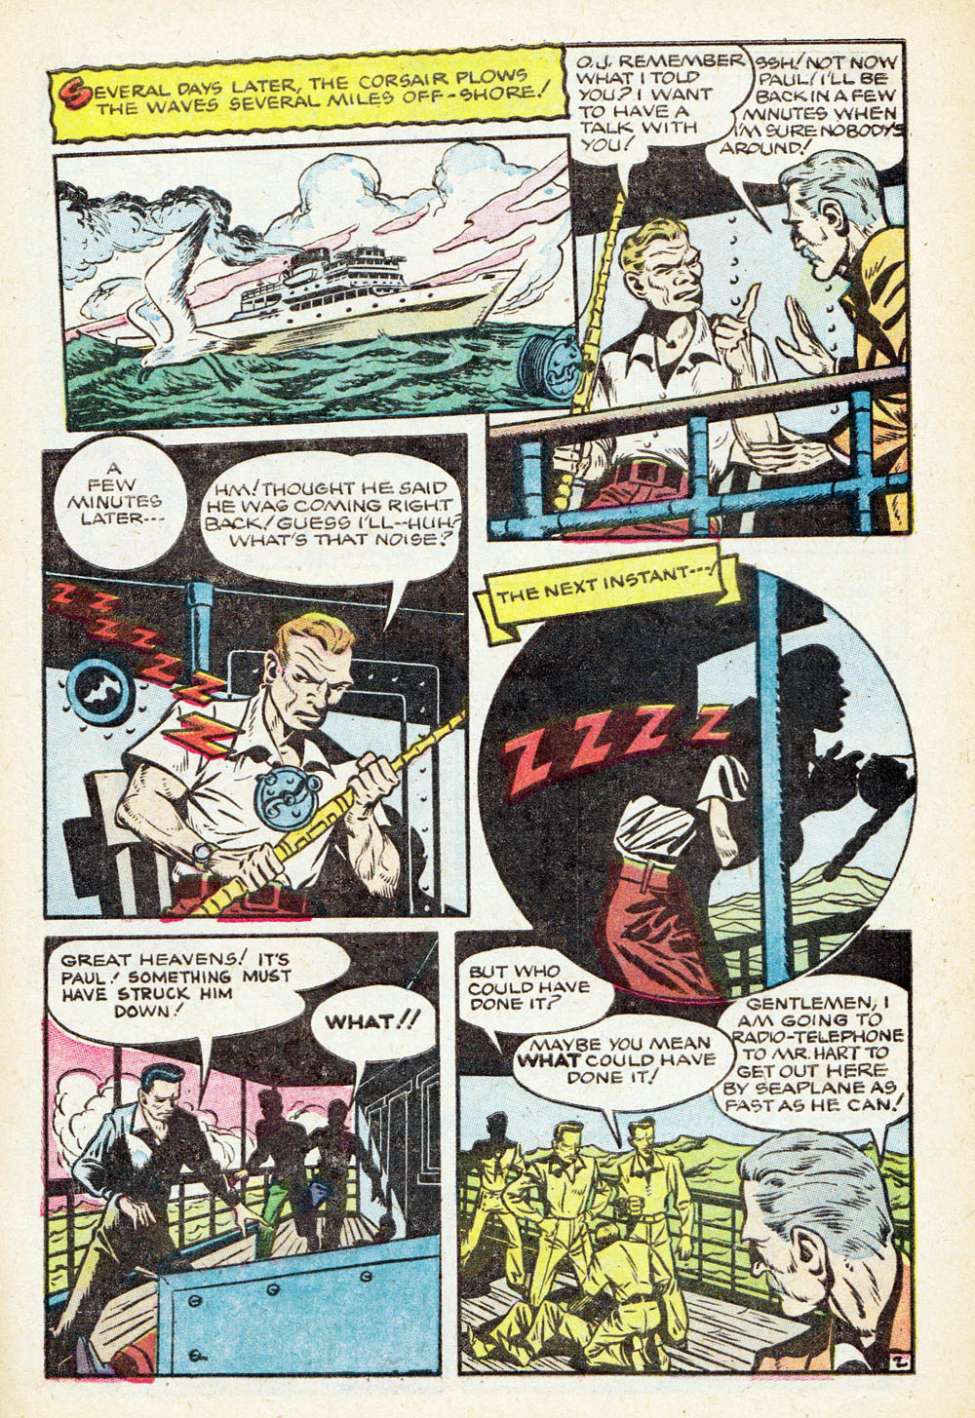 SEVERAL DAYS LATER, THE CORSAIR PLOWS
THE WAVES SEVERAL MILES OFF-SHORE!
O.J. REMEMBER
WHAT I TOLD
YOU? I WANT
TO HAVE A
TALK WITH
YOU!
SSH! NOT NOW
PAUL! I'LL BE
BACK IN A FEW
MINUTES WHEN
I'M SURE NOBODY'S
AROUND!
A
FEW
MINUTES
LATER---
HM! THOUGHT HE SAID
HE WAS COMING RIGHT
BACK! GUESS I'LL--HUH?
WHAT'S THAT NOISE?
ZZZZZZZ
THE NEXT INSTANT---!
ZZZZ
GREAT HEAVENS! IT'S
PAUL! SOMETHING MUST
HAVE STRUCK HIM
DOWN!
WHAT!!
BUT WHO
COULD HAVE
DONE IT?
MAYBE YOU MEAN
WHAT COULD HAVE
DONE IT!
GENTLEMEN, I
AM GOING TO
RADIO-TELEPHONE
TO MR. HART TO
GET OUT HERE
BY SEAPLANE AS
FAST AS HE CAN!
2